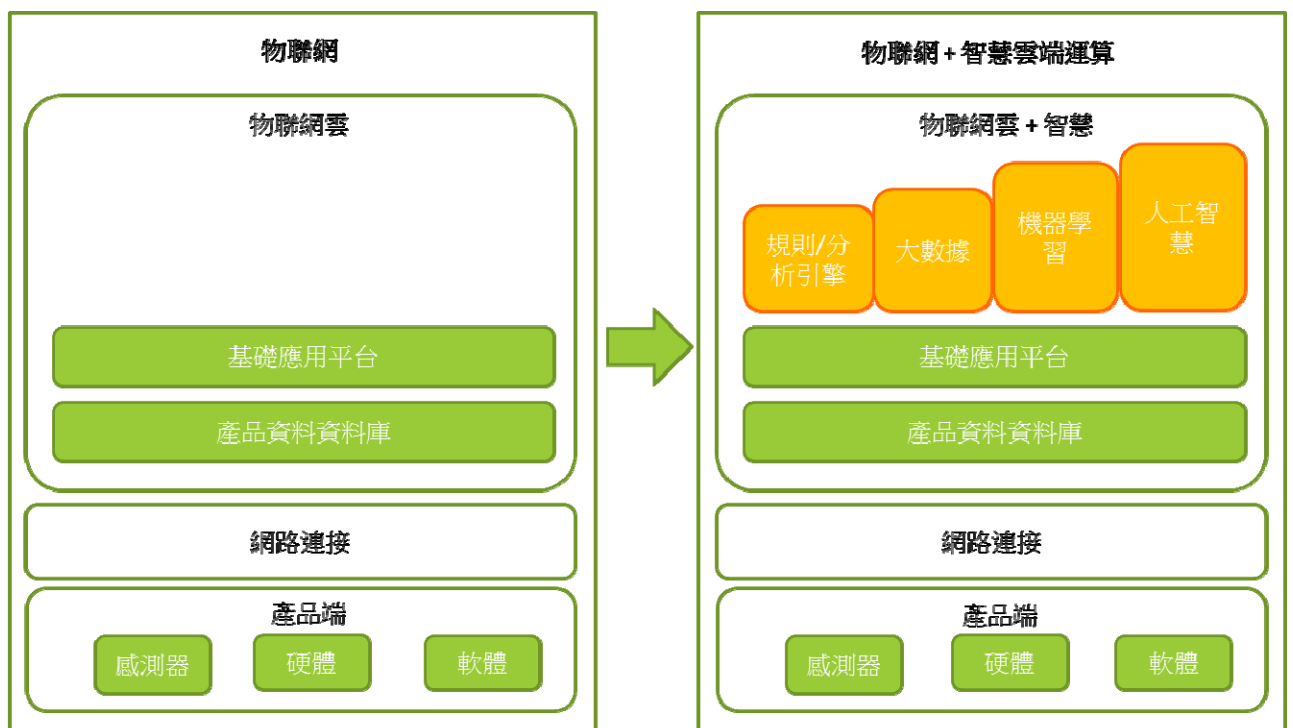 物聯網
物聯網雲
基礎應用平台
產品資料資料庫
網路連接
產品端
感測器
硬體
軟體
物聯網 + 智慧雲端運算
物聯網雲 + 智慧
規則/分
析引擎
大數據
機器學
習
人工智
慧
基礎應用平台
產品資料資料庫
網路連接
產品端
感測器
硬體
軟體